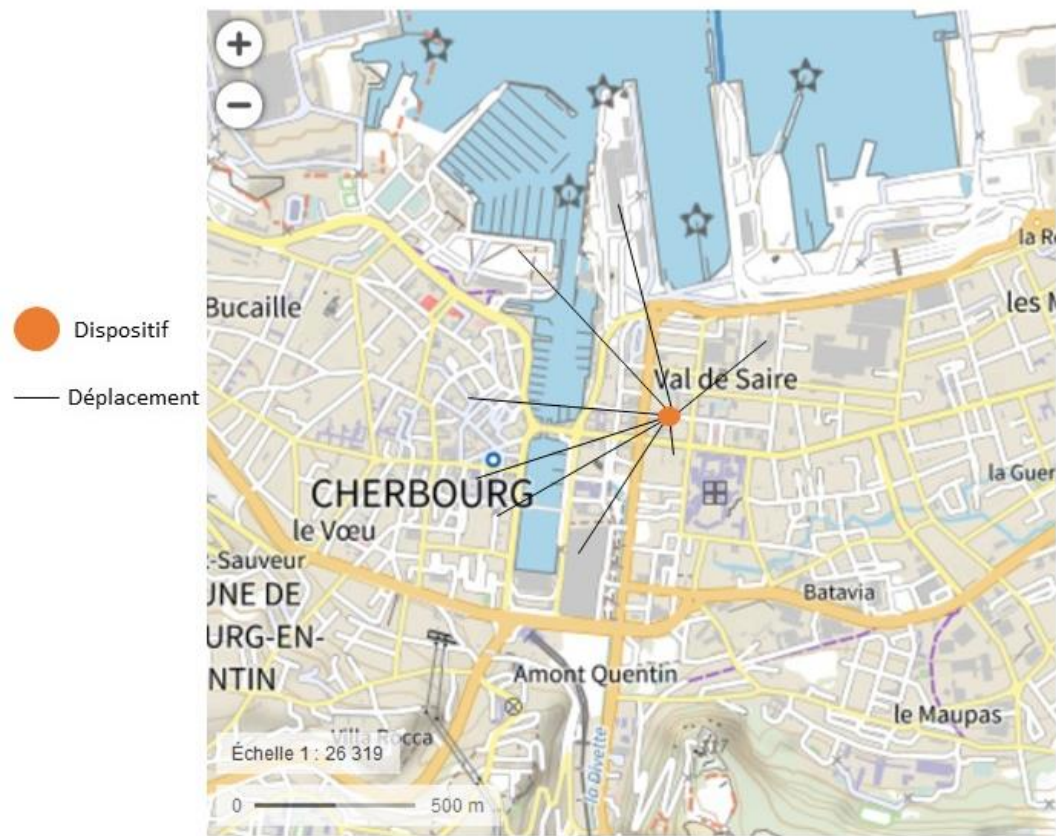 +
−
la Re
Bucaille
les M
Dispositif
Val de Saire
Déplacement
la Guer
CHERBOURG
le Vœu
t-Sauveur
UNE DE
Batavia
URG-EN-
NTIN
Amont Quentin
le Maupas
Villa Rocca
Échelle 1 : 26 319
la Divette
0 500 m